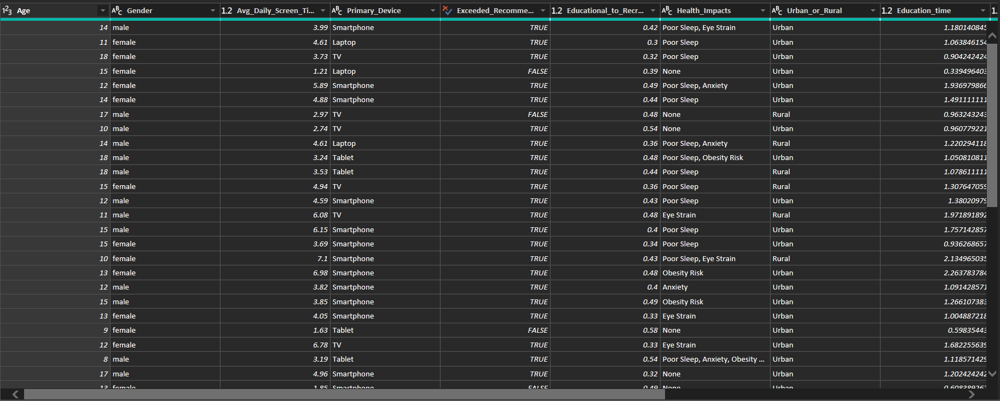 1²3 Age ABC Gender 1.2 Avg_Daily_Screen_Ti... ABC Primary_Device Exceeded_Recomme... 1.2 Educational_to_Recr... ABC Health_Impacts ABC Urban_or_Rural 1.2 Education_time 1.
14 male 3.99 Smartphone TRUE 0.42 Poor Sleep, Eye Strain Urban 1.180140845
11 female 4.61 Laptop TRUE 0.3 Poor Sleep Urban 1.063846154
18 female 3.73 TV TRUE 0.32 Poor Sleep Urban 0.904242424
15 female 1.21 Laptop FALSE 0.39 None Urban 0.339496403
12 female 5.89 Smartphone TRUE 0.49 Poor Sleep, Anxiety Urban 1.936979866
14 female 4.88 Smartphone TRUE 0.44 Poor Sleep Urban 1.491111111
17 male 2.97 TV FALSE 0.48 None Rural 0.963243243
10 male 2.74 TV TRUE 0.54 None Urban 0.960779221
14 male 4.61 Laptop TRUE 0.36 Poor Sleep, Anxiety Rural 1.220294118
18 male 3.24 Tablet TRUE 0.48 Poor Sleep, Obesity Risk Urban 1.050810811
18 male 3.53 Tablet TRUE 0.44 Poor Sleep Rural 1.078611111
15 female 4.94 TV TRUE 0.36 Poor Sleep Rural 1.307647059
12 male 4.59 Smartphone TRUE 0.43 Poor Sleep Urban 1.38020979
11 male 6.08 TV TRUE 0.48 Eye Strain Rural 1.971891892
15 male 6.15 Smartphone TRUE 0.4 Poor Sleep Urban 1.757142857
15 female 3.69 Smartphone TRUE 0.34 Poor Sleep Urban 0.936268657
10 female 7.1 Smartphone TRUE 0.43 Poor Sleep, Eye Strain Rural 2.134965035
13 female 6.98 Smartphone TRUE 0.48 Obesity Risk Urban 2.263783784
12 male 3.82 Smartphone TRUE 0.4 Anxiety Urban 1.091428571
15 male 3.85 Smartphone TRUE 0.49 Obesity Risk Urban 1.266107383
13 female 4.05 Smartphone TRUE 0.33 Eye Strain Urban 1.004887218
9 female 1.63 Tablet FALSE 0.58 None Urban 0.59835443
12 female 6.78 TV TRUE 0.33 Eye Strain Urban 1.682255639
8 male 3.19 Tablet TRUE 0.54 Poor Sleep, Anxiety, Obesity ... Urban 1.118571429
17 male 4.96 Smartphone TRUE 0.32 None Urban 1.202424242
13 female 1.85 Smartphone FALSE 0.49 None Urban